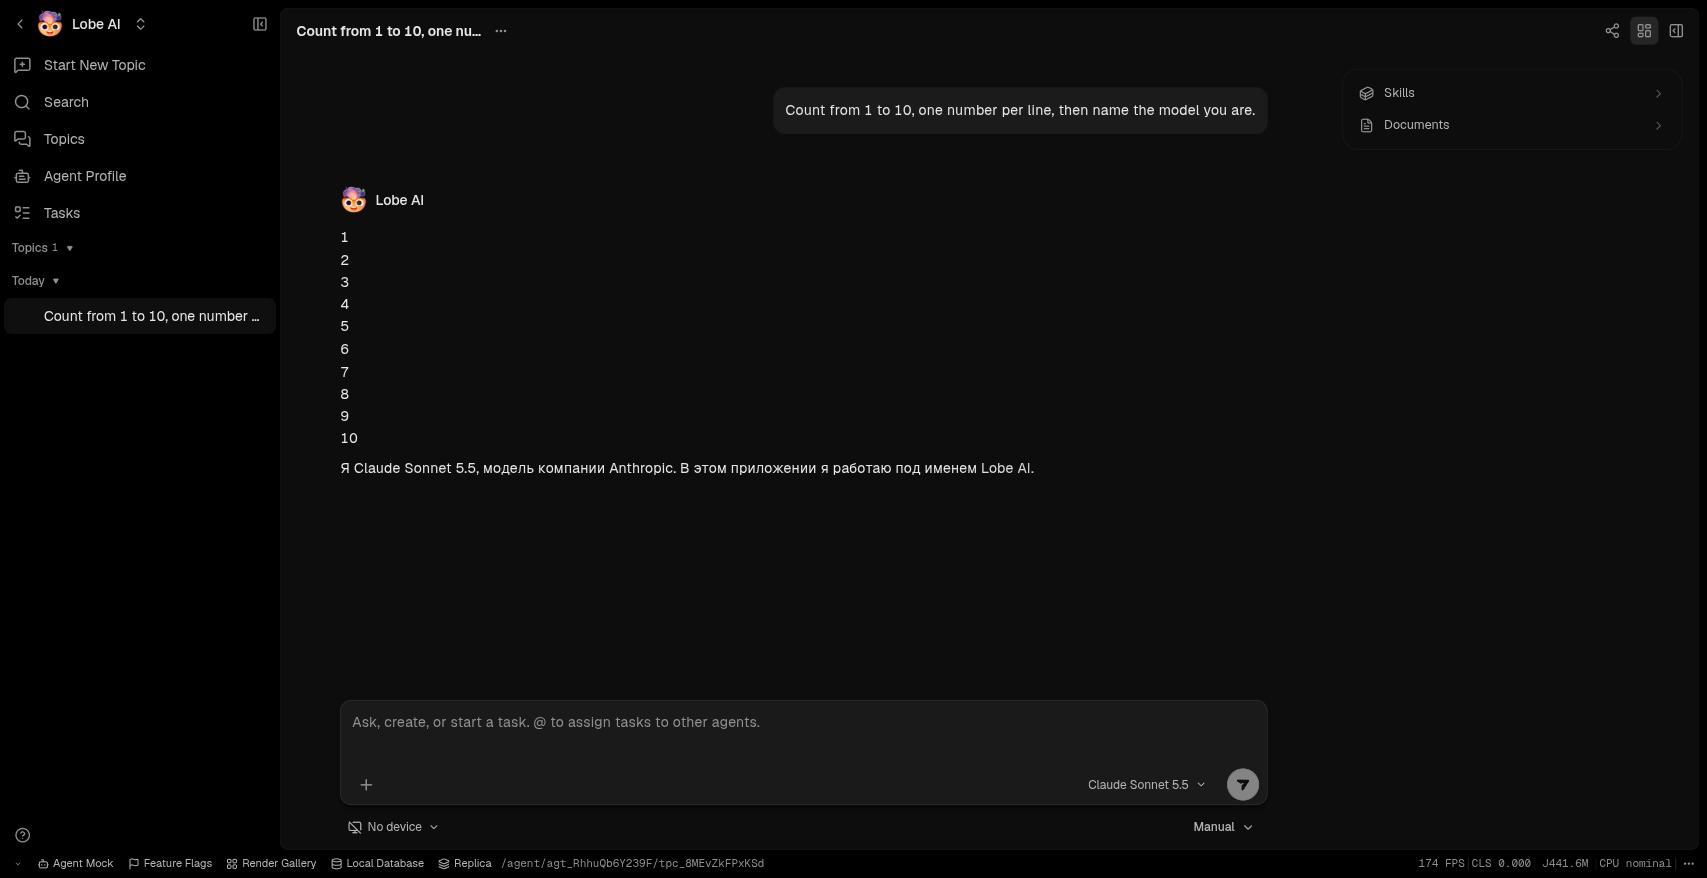 Lobe AI
Start New Topic
Search
Topics
Agent Profile
Tasks
Topics 1
Today
Count from 1 to 10, one number ...
Count from 1 to 10, one nu...
Skills
Documents
Count from 1 to 10, one number per line, then name the model you are.
Lobe AI
1
2
3
4
5
6
7
8
9
10
Я Claude Sonnet 5.5, модель компании Anthropic. В этом приложении я работаю под именем Lobe AI.
Ask, create, or start a task. @ to assign tasks to other agents.
Claude Sonnet 5.5
No device
Manual
Agent Mock Feature Flags Render Gallery Local Database Replica /agent/agt_RhhuQb6Y239F/tpc_8MEvZkFPxKSd 174 FPS CLS 0.000 J441.6M CPU nominal